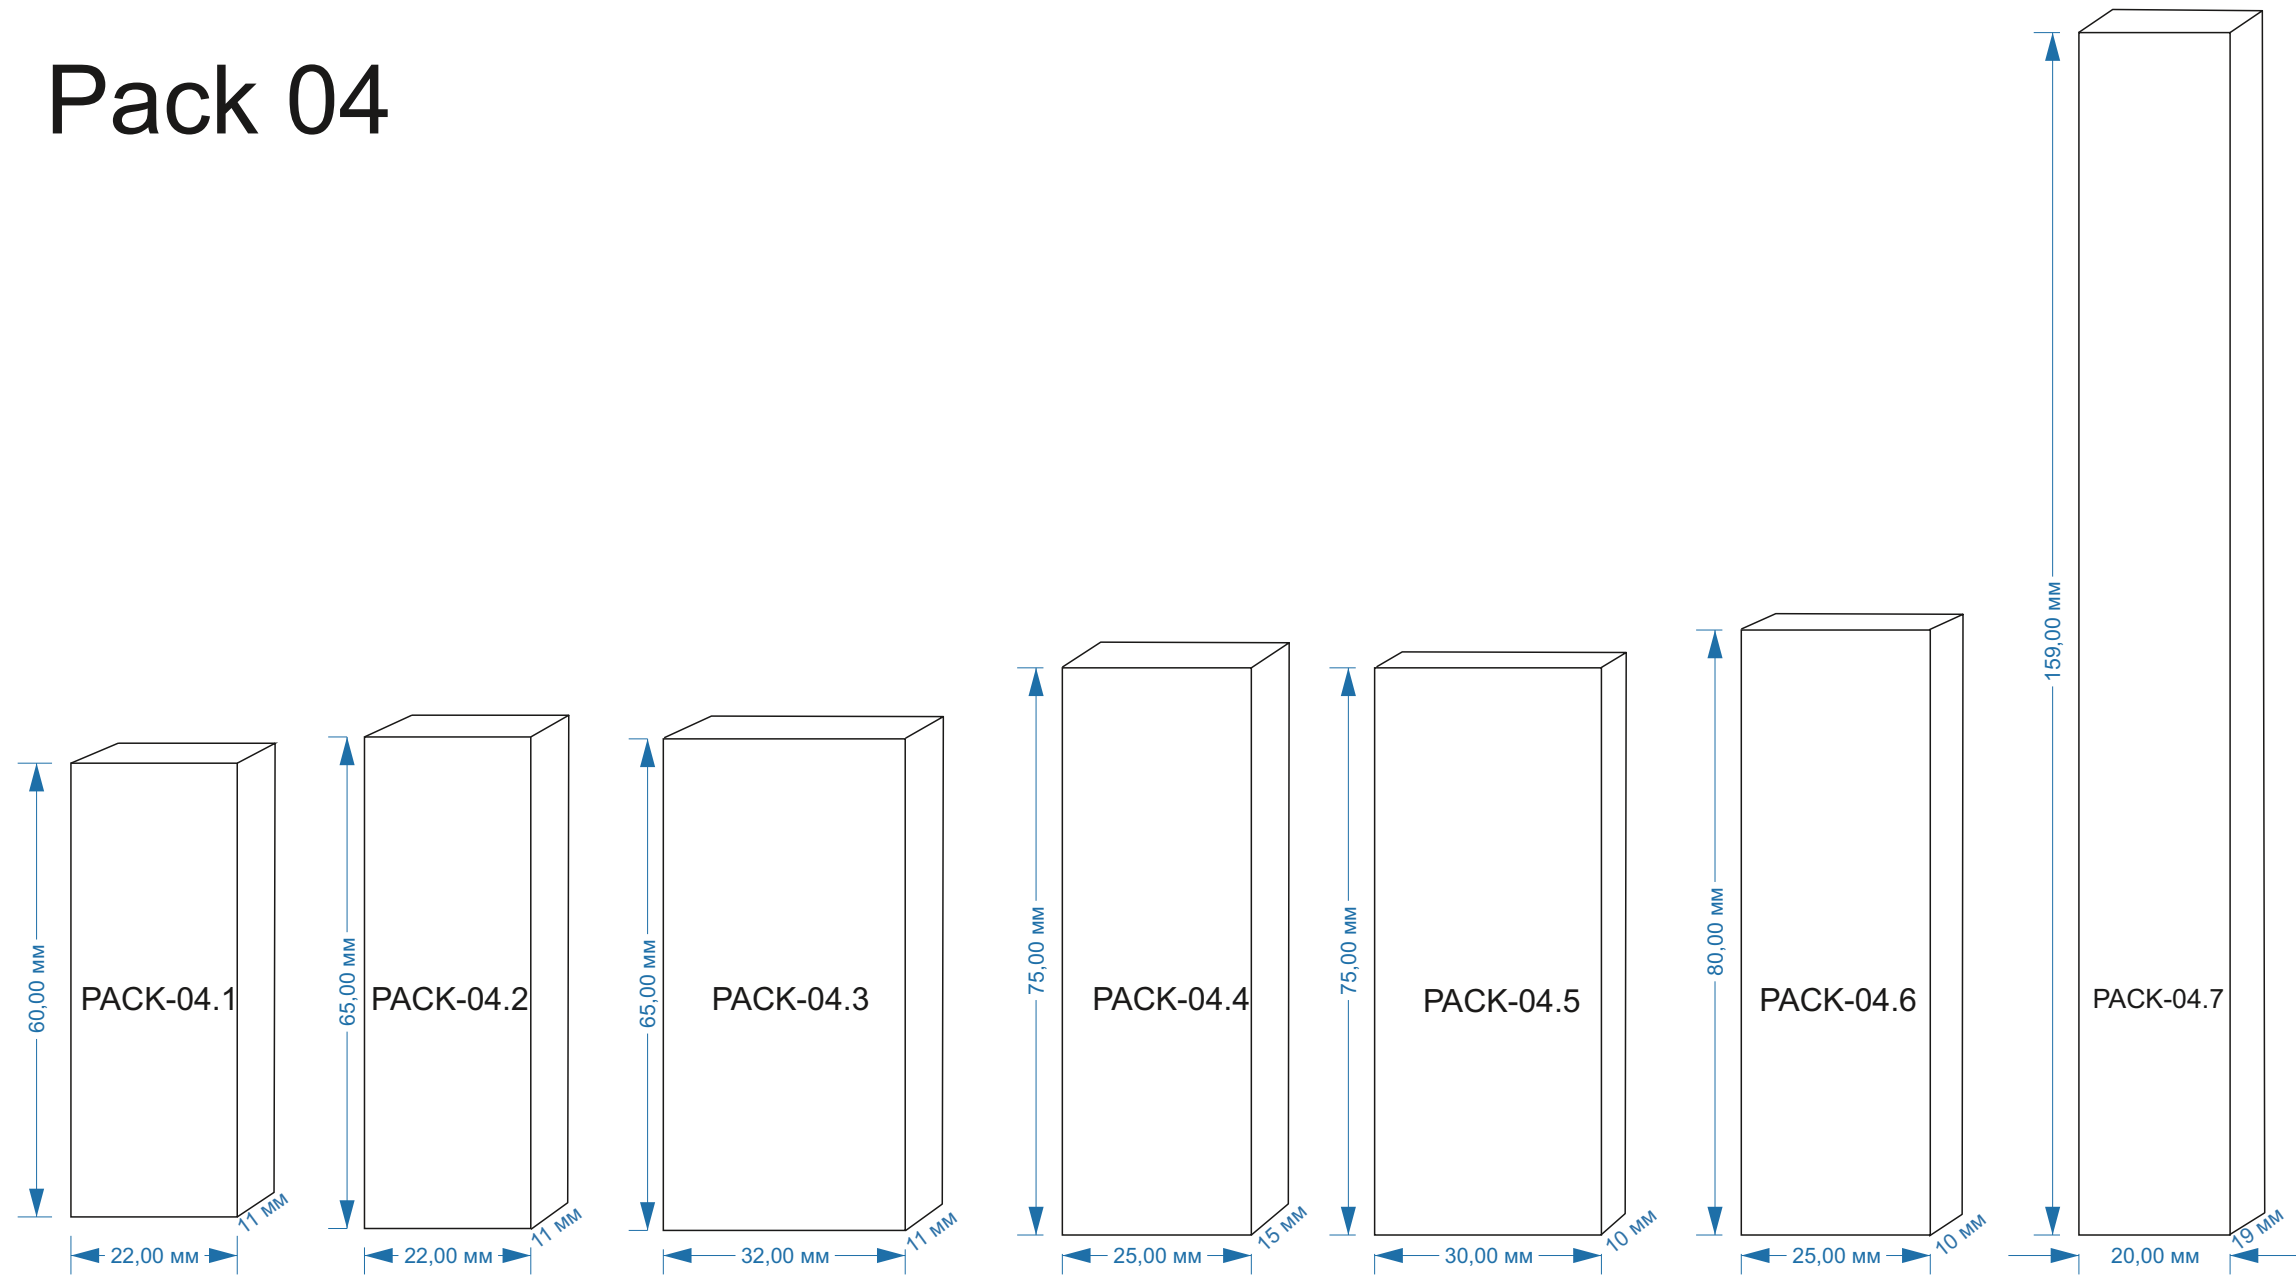 Pack 04
60,00 мм
PACK-04.1
22,00 мм
11 мм
65,00 мм
PACK-04.2
22,00 мм
11 мм
65,00 мм
PACK-04.3
32,00 мм
11 мм
75,00 мм
PACK-04.4
25,00 мм
15 мм
75,00 мм
PACK-04.5
30,00 мм
10 мм
80,00 мм
PACK-04.6
25,00 мм
10 мм
159,00 мм
PACK-04.7
20,00 мм
19 мм